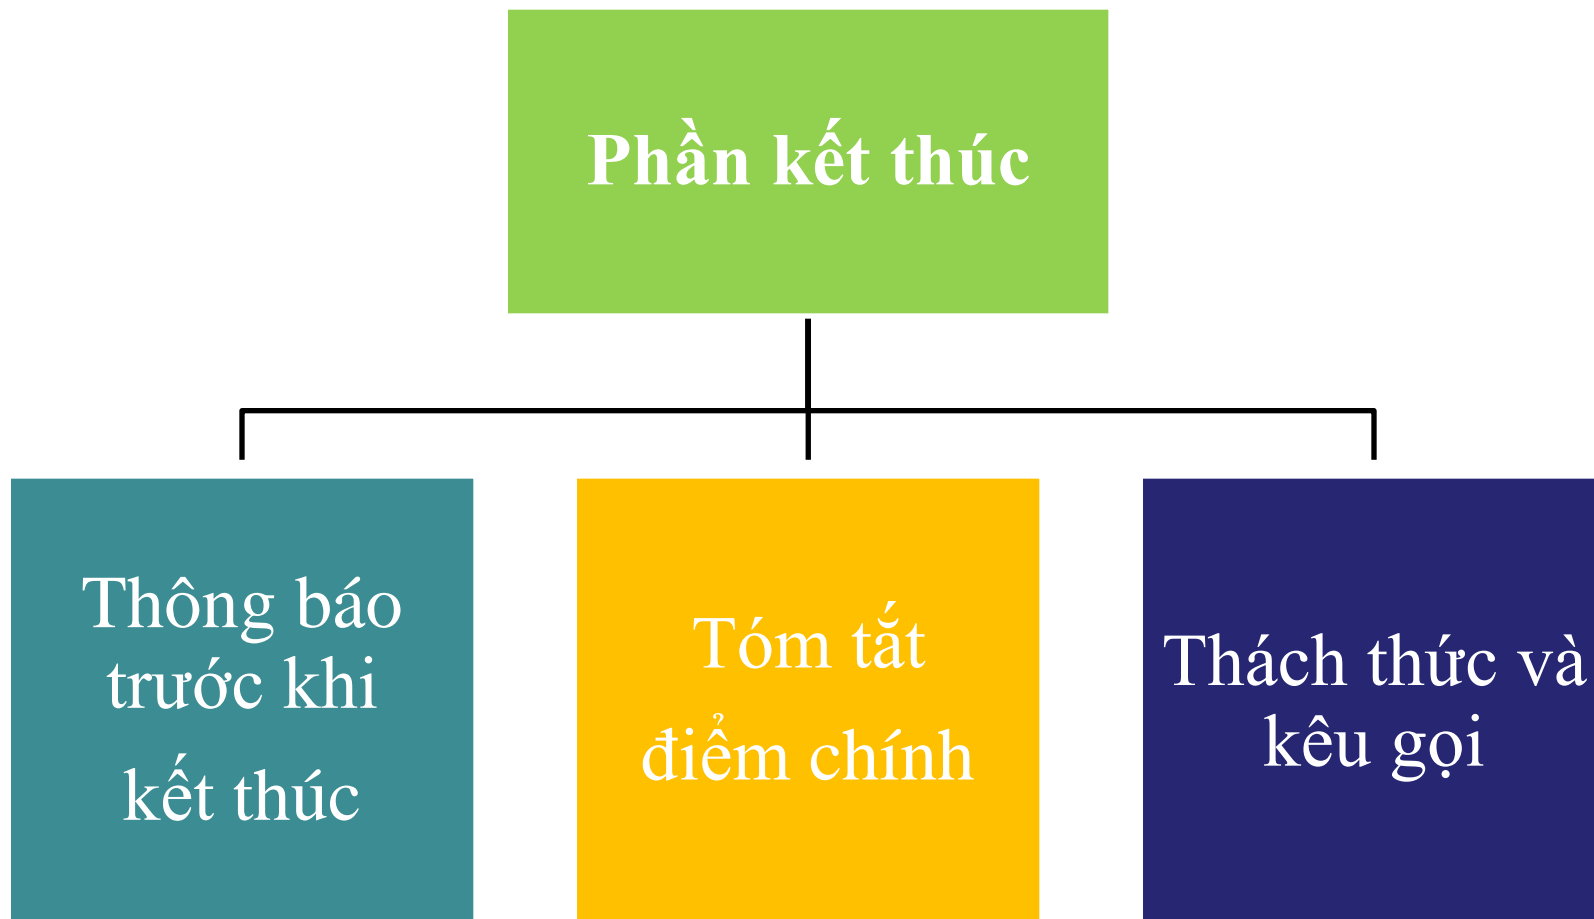 Phần kết thúc
Thông báo
trước khi
kết thúc
Tóm tắt
điểm chính
Thách thức và
kêu gọi